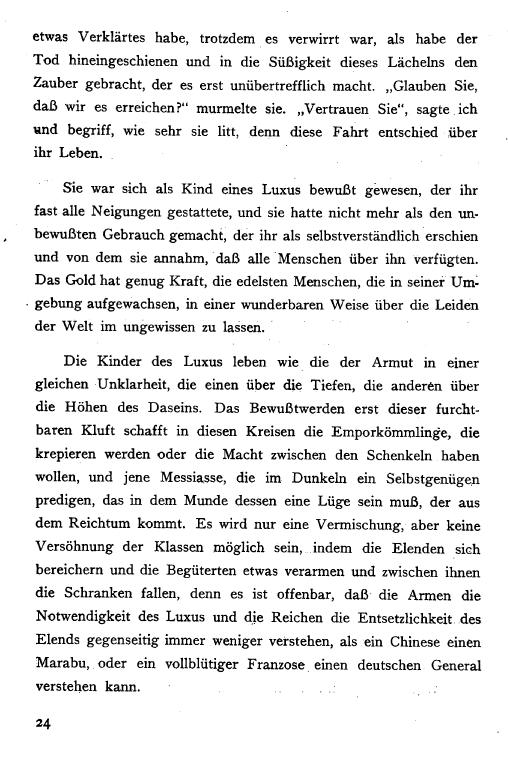 etwas Verklärtes habe, trotzdem es verwirrt war, als habe der
Tod hineingeschienen und in die Süßigkeit dieses Lächelns den
Zauber gebracht, der es erst unübertrefflich macht. „Glauben Sie,
daß wir es erreichen?“ murmelte sie. „Vertrauen Sie“, sagte ich
und begriff, wie sehr sie litt, denn diese Fahrt entschied über
ihr Leben.
Sie war sich als Kind eines Luxus bewußt gewesen, der ihr
fast alle Neigungen gestattete, und sie hatte nicht mehr als den un-
bewußten Gebrauch gemacht, der ihr als selbstverständlich erschien
und von dem sie annahm, daß alle Menschen über ihn verfügten.
Das Gold hat genug Kraft, die edelsten Menschen, die in seiner Um-
gebung aufgewachsen, in einer wunderbaren Weise über die Leiden
der Welt im ungewissen zu lassen.
Die Kinder des Luxus leben wie die der Armut in einer
gleichen Unklarheit, die einen über die Tiefen, die anderen über
die Höhen des Daseins. Das Bewußtwerden erst dieser furcht-
baren Kluft schafft in diesen Kreisen die Emporkömmlinge, die
krepieren werden oder die Macht zwischen den Schenkeln haben
wollen, und jene Messiasse, die im Dunkeln ein Selbstgenügen
predigen, das in dem Munde dessen eine Lüge sein muß, der aus
dem Reichtum kommt. Es wird nur eine Vermischung, aber keine
Versöhnung der Klassen möglich sein, indem die Elenden sich
bereichern und die Begüterten etwas verarmen und zwischen ihnen
die Schranken fallen, denn es ist offenbar, daß die Armen die
Notwendigkeit des Luxus und die Reichen die Entsetzlichkeit des
Elends gegenseitig immer weniger verstehen, als ein Chinese einen
Marabu, oder ein vollblütiger Franzose einen deutschen General
verstehen kann.
24